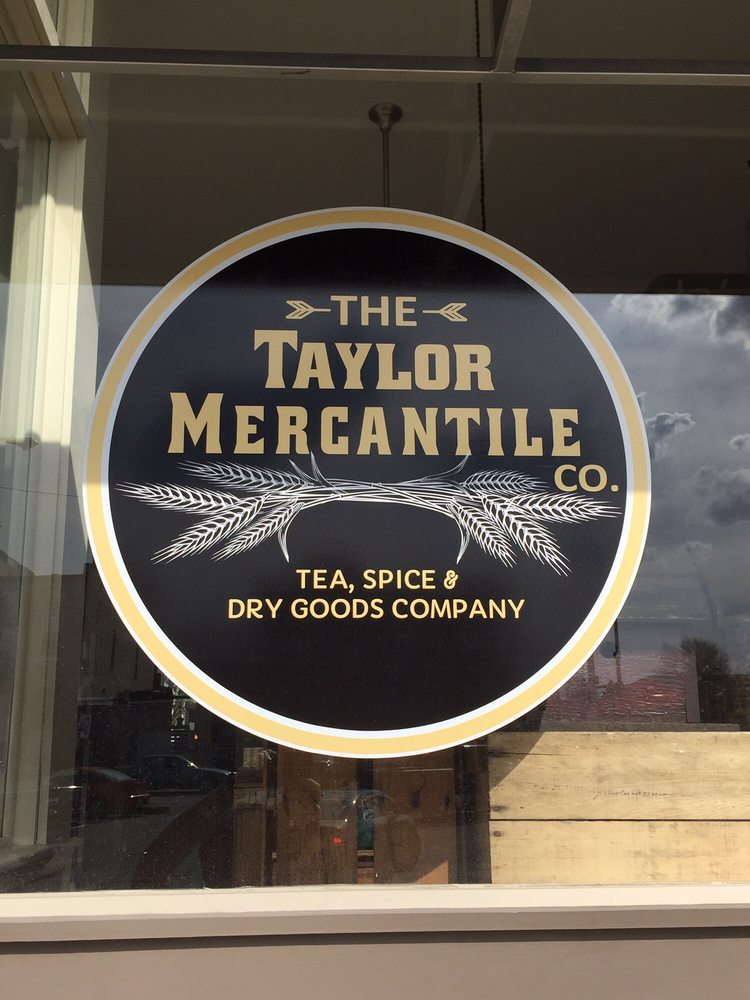 THE
TAYLOR
MERCANTILE
CO.
TEA, SPICE &
DRY GOODS COMPANY